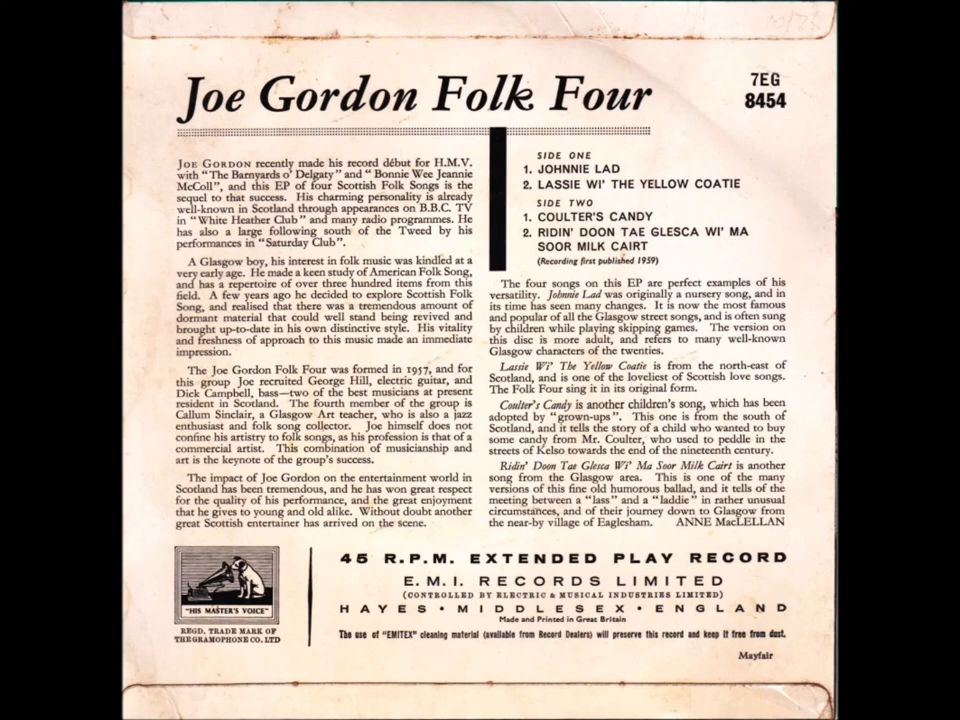 Joe Gordon Folk Four
7EG
8454
JOE GORDON recently made his record début for H.M.V.
with "The Barnyards o' Delgaty" and "Bonnie Wee Jeannie
McColl", and this EP of four Scottish Folk Songs is the
sequel to that success. His charming personality is already
well-known in Scotland through appearances on B.B.C. TV
in "White Heather Club" and many radio programmes. He
has also a large following south of the Tweed by his
performances in "Saturday Club".
A Glasgow boy, his interest in folk music was kindled at a
very early age. He made a keen study of American Folk Song,
and has a repertoire of over three hundred items from this
field. A few years ago he decided to explore Scottish Folk
Song, and realised that there was a tremendous amount of
dormant material that could well stand being revived and
brought up-to-date in his own distinctive style. His vitality
and freshness of approach to this music made an immediate
impression.
The Joe Gordon Folk Four was formed in 1957, and for
this group Joe recruited George Hill, electric guitar, and
Dick Campbell, bass—two of the best musicians at present
resident in Scotland. The fourth member of the group is
Callum Sinclair, a Glasgow Art teacher, who is also a jazz
enthusiast and folk song collector. Joe himself does not
confine his artistry to folk songs, as his profession is that of a
commercial artist. This combination of musicianship and
art is the keynote of the group's success.
The impact of Joe Gordon on the entertainment world in
Scotland has been tremendous, and he has won great respect
for the quality of his performance, and the great enjoyment
that he gives to young and old alike. Without doubt another
great Scottish entertainer has arrived on the scene.
SIDE ONE
1. JOHNNIE LAD
2. LASSIE WI' THE YELLOW COATIE
SIDE TWO
1. COULTER'S CANDY
2. RIDIN' DOON TAE GLESCA WI' MA
SOOR MILK CAIRT
(Recording first published 1959)
The four songs on this EP are perfect examples of his
versatility. Johnnie Lad was originally a nursery song, and in
its time has seen many changes. It is now the most famous
and popular of all the Glasgow street songs, and is often sung
by children while playing skipping games. The version on
this disc is more adult, and refers to many well-known
Glasgow characters of the twenties.
Lassie Wi' The Yellow Coatie is from the north-east of
Scotland, and is one of the loveliest of Scottish love songs.
The Folk Four sing it in its original form.
Coulter's Candy is another children's song, which has been
adopted by "grown-ups". This one is from the south of
Scotland, and it tells the story of a child who wanted to buy
some candy from Mr. Coulter, who used to peddle in the
streets of Kelso towards the end of the nineteenth century.
Ridin' Doon Tae Glesca Wi' Ma Soor Milk Cairt is another
song from the Glasgow area. This is one of the many
versions of this fine old humorous ballad, and it tells of the
meeting between a "lass" and a "laddie" in rather unusual
circumstances, and of their journey down to Glasgow from
the near-by village of Eaglesham. ANNE MacLELLAN
"HIS MASTER'S VOICE"
REGD. TRADE MARK OF
THE GRAMOPHONE CO. LTD
45 R.P.M. EXTENDED PLAY RECORD
E.M.I. RECORDS LIMITED
(CONTROLLED BY ELECTRIC & MUSICAL INDUSTRIES LIMITED)
HAYES • MIDDLESEX • ENGLAND
Made and Printed in Great Britain
The use of "EMITEX" cleaning material (available from Record Dealers) will preserve this record and keep it free from dust.
Mayfair